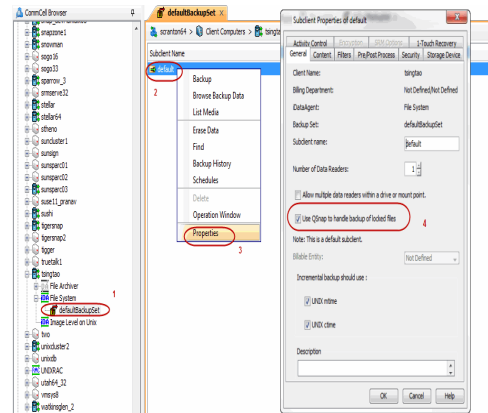 CommCell Browser
snapzone1
snowman
sogo16
sogo33
sparrow_3
srmserve32
stellar
stellar64
stheno
suncluster1
sunsign
sunsparc01
sunsparc02
sunsparc03
suse11_pranav
sushi
tigersnap
tigersnap2
tigger
truetalk1
tsingtao
File Archiver
File System
1
defaultBackupSet
Image Level on Unix
two
unixcluster2
unixdb
UNIXRAC
utah64_32
vmsys8
watkinsglen_2
defaultBackupSet ×
scranton64 > Client Computers > tsingtao
Subclient Name
default
2
Backup
Browse Backup Data
List Media
Erase Data
Find
Backup History
Schedules
Delete
Operation Window
Properties
3
Subclient Properties of default
Activity Control Encryption 1-Touch Recovery
General Content Filters Pre/Post Process Security Storage Device
Client Name: tsingtao
Billing Department: Not Defined/Not Defined
iDataAgent: File System
Backup Set: defaultBackupSet
Subclient name: default
Number of Data Readers: 1
Allow multiple data readers within a drive or mount point.
Use QSnap to handle backup of locked files
4
Note: This is a default subclient.
Billable Entity: Not Defined
Incremental backup should use :
UNIX mtime
UNIX ctime
Description
OK Cancel Help